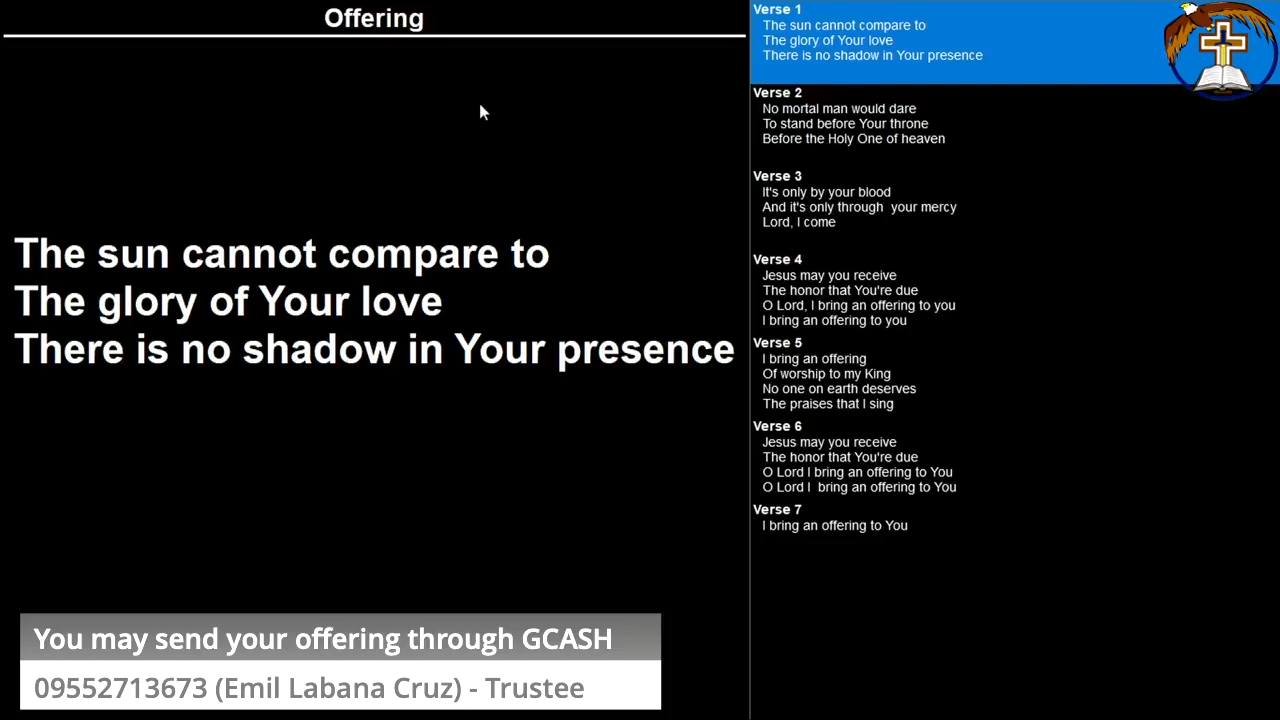 Offering
The sun cannot compare to
The glory of Your love
There is no shadow in Your presence
You may send your offering through GCASH
09552713673 (Emil Labana Cruz) - Trustee
Verse 1
The sun cannot compare to
The glory of Your love
There is no shadow in Your presence
Verse 2
No mortal man would dare
To stand before Your throne
Before the Holy One of heaven
Verse 3
It's only by your blood
And it's only through  your mercy
Lord, I come
Verse 4
Jesus may you receive
The honor that You're due
O Lord, I bring an offering to you
I bring an offering to you
Verse 5
I bring an offering
Of worship to my King
No one on earth deserves
The praises that I sing
Verse 6
Jesus may you receive
The honor that You're due
O Lord I bring an offering to You
O Lord I  bring an offering to You
Verse 7
I bring an offering to You